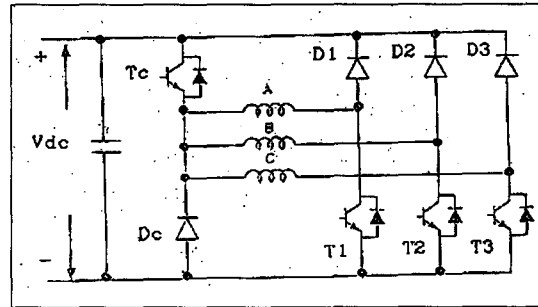 D1 D2 D3
+
Tc
A
Vdc
B
C
Dc
-
T1 T2 T3